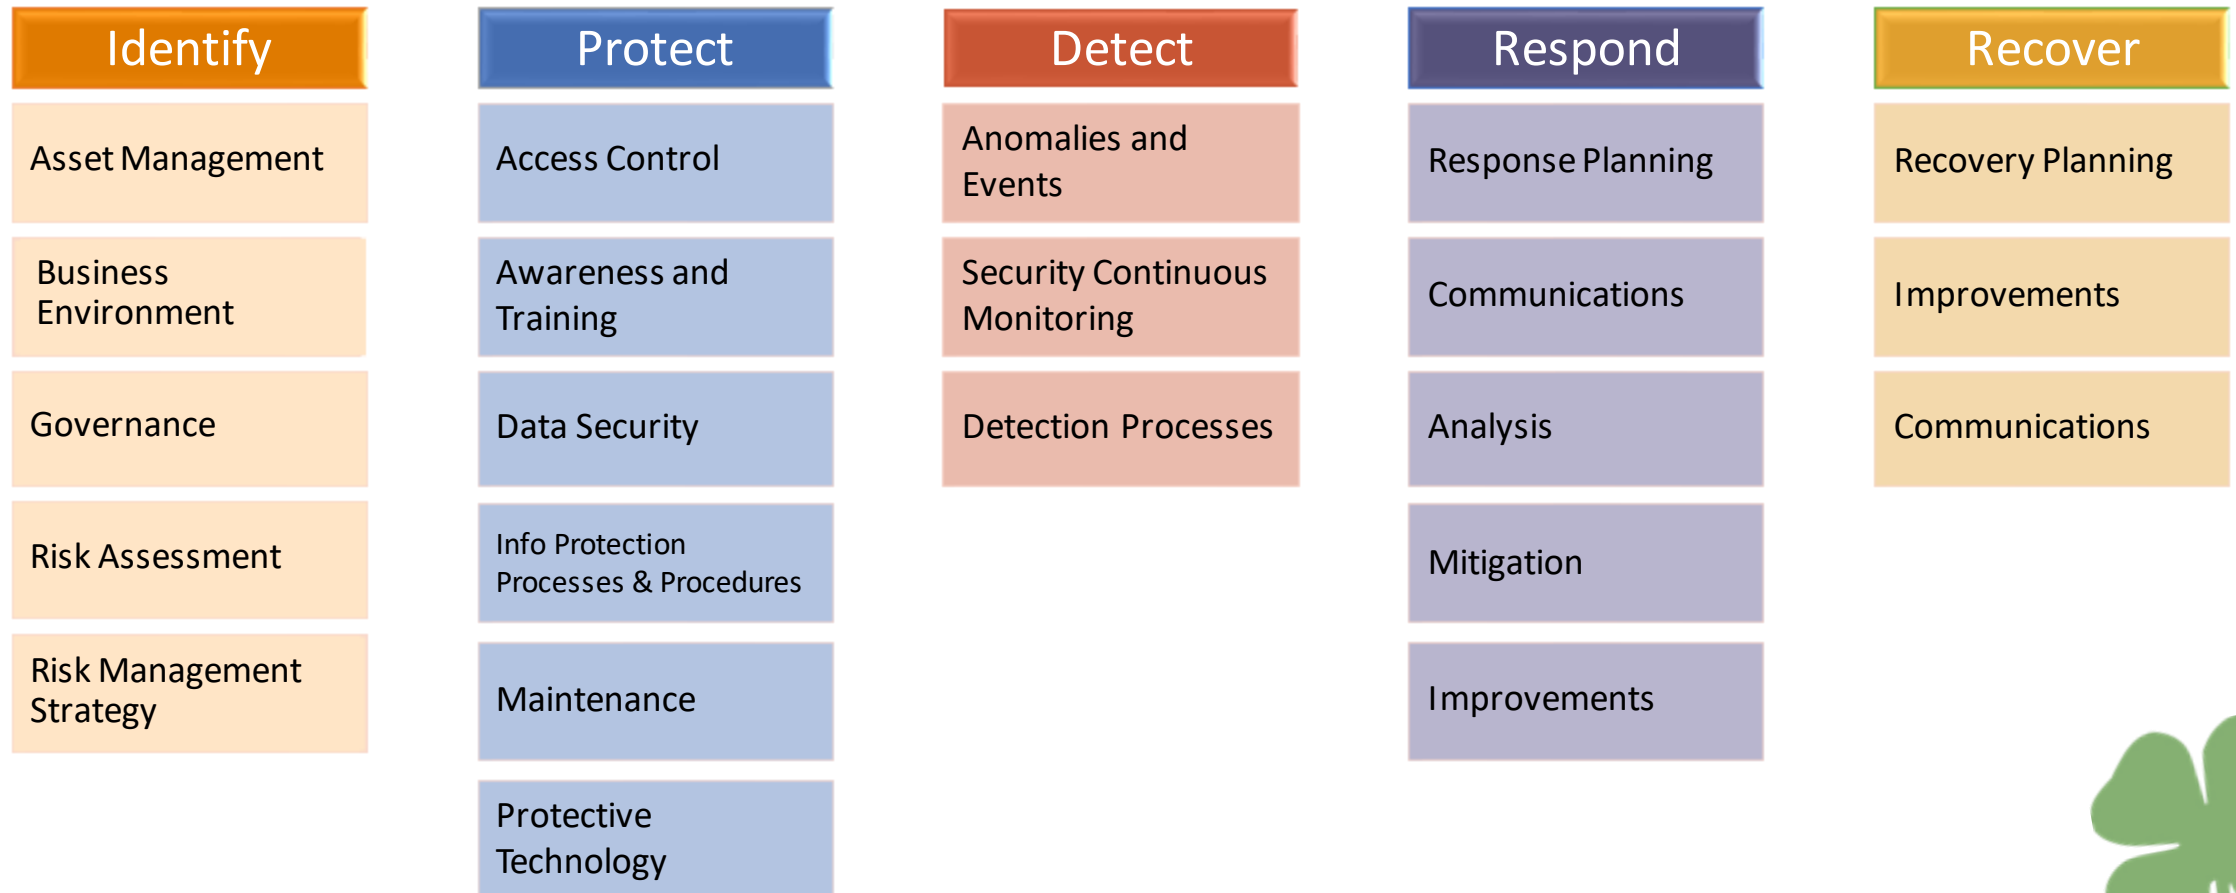 Identify
Asset Management
Business
Environment
Governance
Risk Assessment
Risk Management
Strategy
Protect
Access Control
Awareness and
Training
Data Security
Info Protection
Processes & Procedures
Maintenance
Protective
Technology
Detect
Anomalies and
Events
Security Continuous
Monitoring
Detection Processes
Respond
Response Planning
Communications
Analysis
Mitigation
Improvements
Recover
Recovery Planning
Improvements
Communications